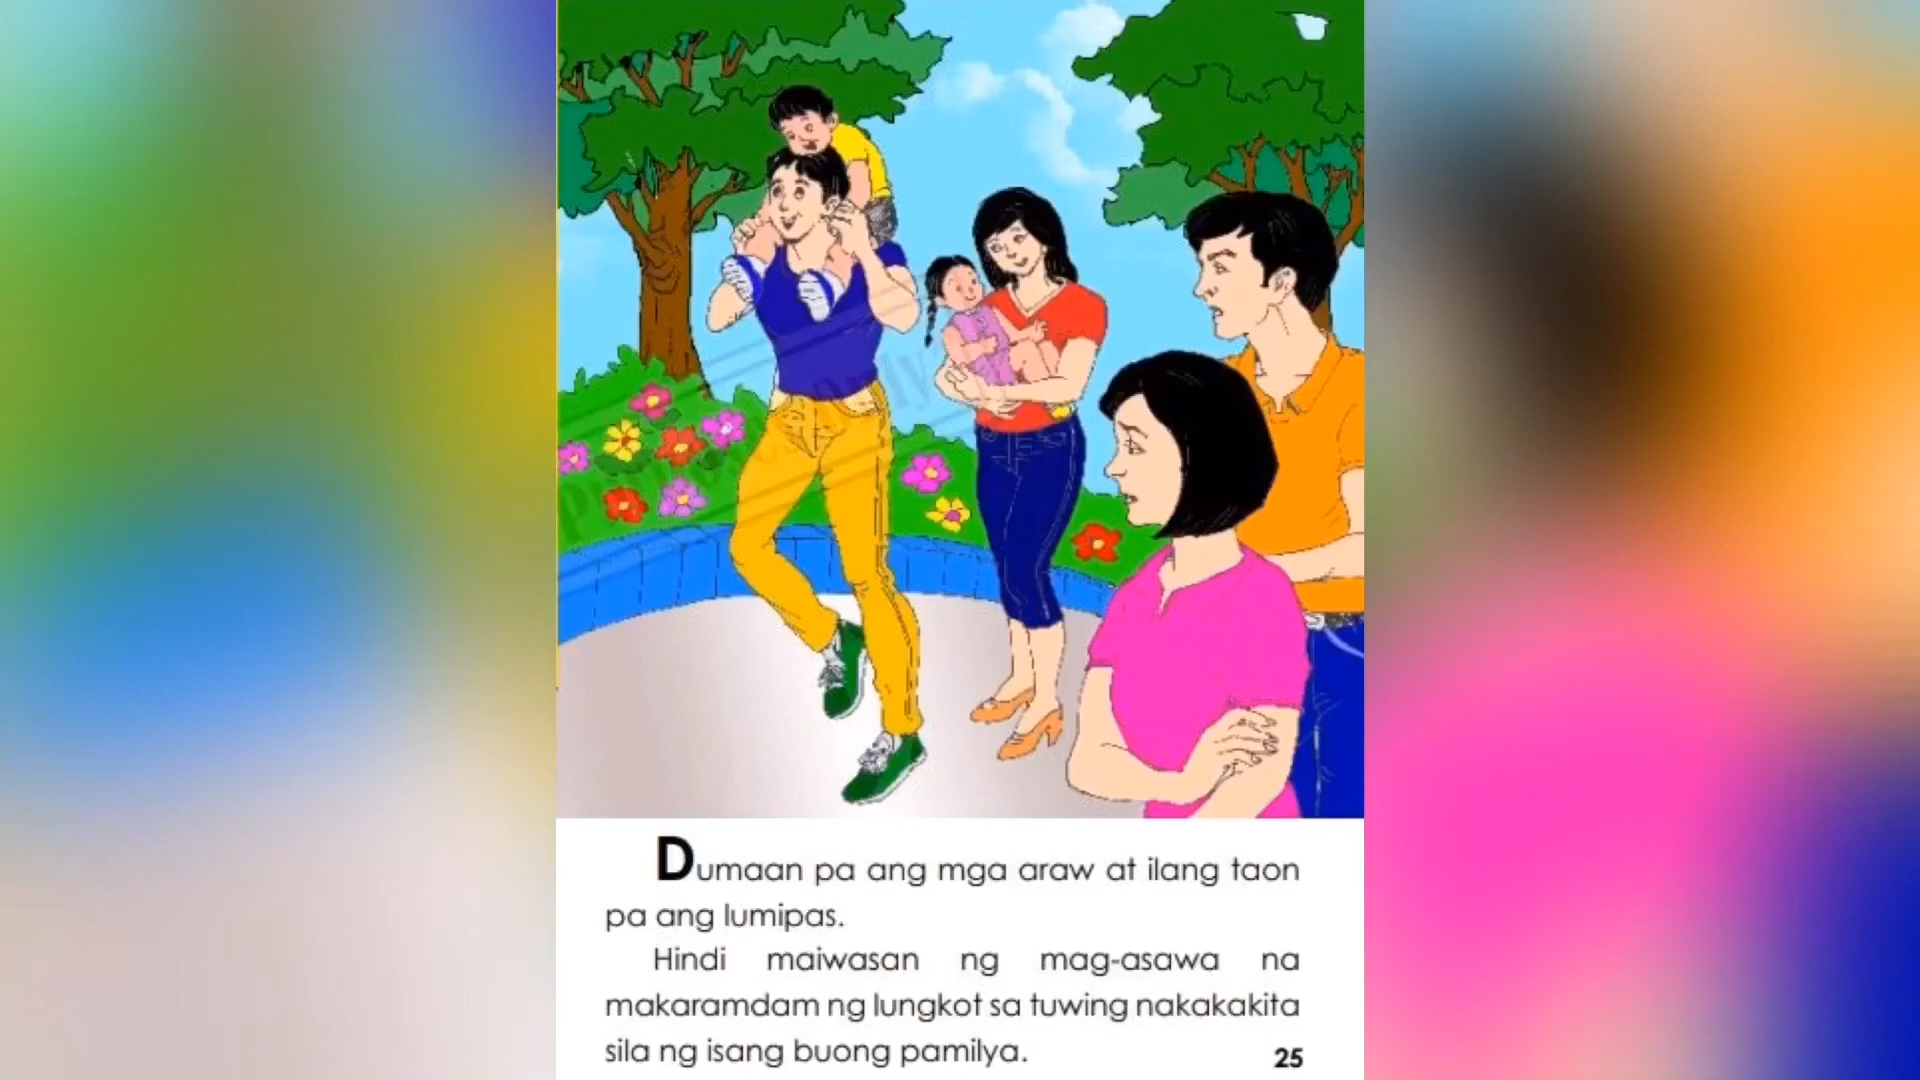 Dumaan pa ang mga araw at ilang taon
pa ang lumipas.
Hindi maiwasan ng mag-asawa na
makaramdam ng lungkot sa tuwing nakakakita
sila ng isang buong pamilya.
25